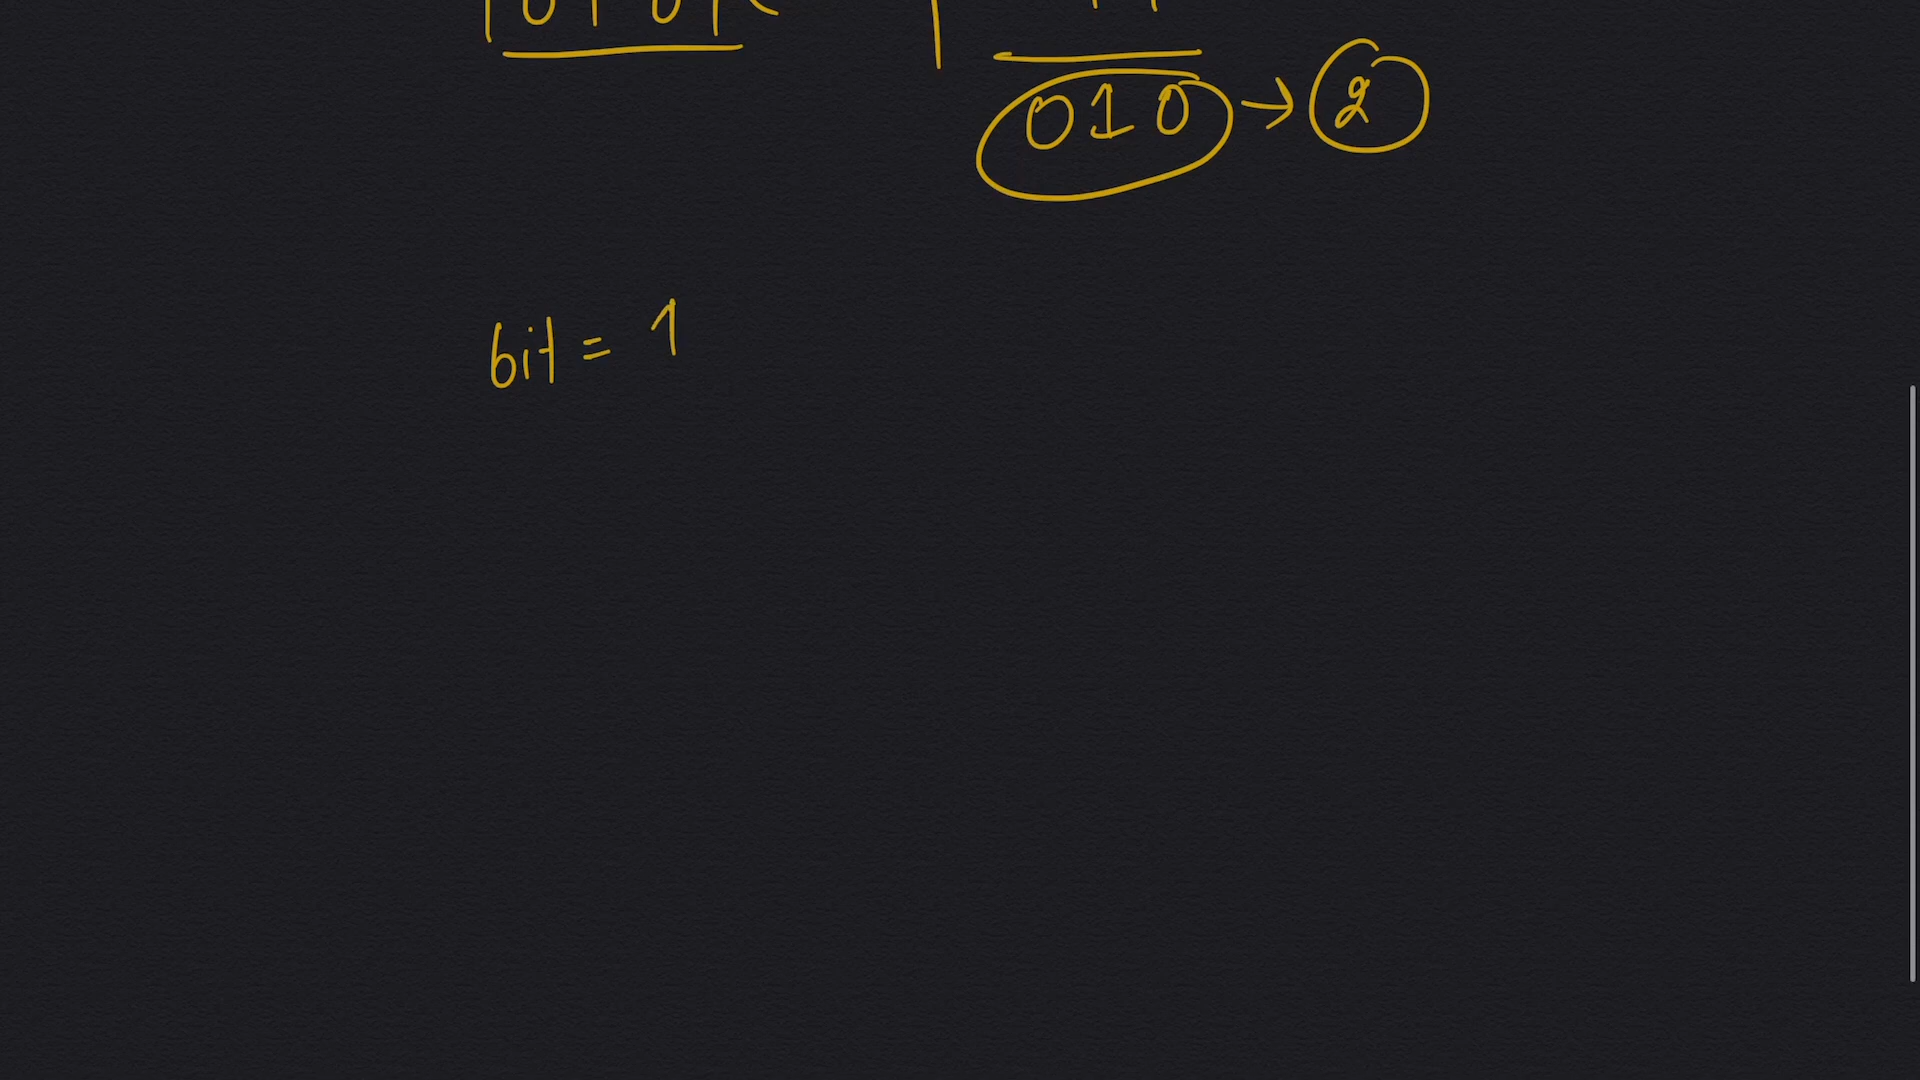 010 → 2
bit = 1